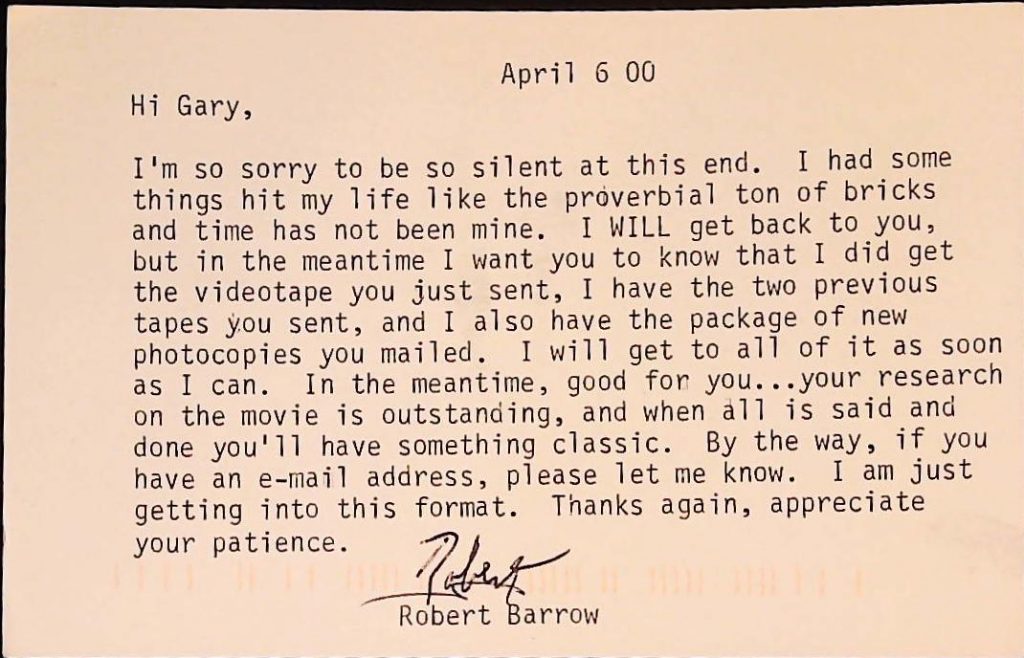 April 6 00
Hi Gary,
I'm so sorry to be so silent at this end. I had some
things hit my life like the proverbial ton of bricks
and time has not been mine. I WILL get back to you,
but in the meantime I want you to know that I did get
the videotape you just sent, I have the two previous
tapes you sent, and I also have the package of new
photocopies you mailed. I will get to all of it as soon
as I can. In the meantime, good for you...your research
on the movie is outstanding, and when all is said and
done you'll have something classic. By the way, if you
have an e-mail address, please let me know. I am just
getting into this format. Thanks again, appreciate
your patience.
Robert
Robert Barrow